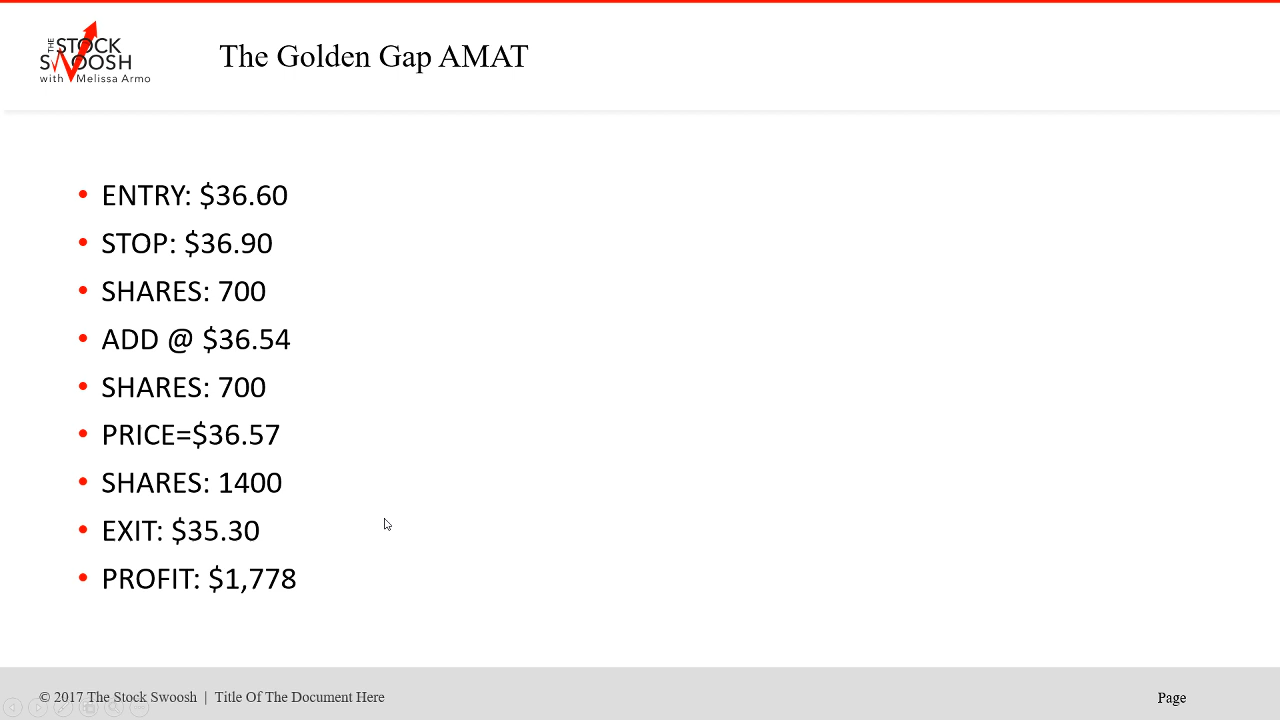 THE STOCK
SWOOSH
with Melissa Armo
The Golden Gap AMAT
• ENTRY: $36.60
• STOP: $36.90
• SHARES: 700
• ADD @ $36.54
• SHARES: 700
• PRICE=$36.57
• SHARES: 1400
• EXIT: $35.30
• PROFIT: $1,778
© 2017 The Stock Swoosh | Title Of The Document Here
Page